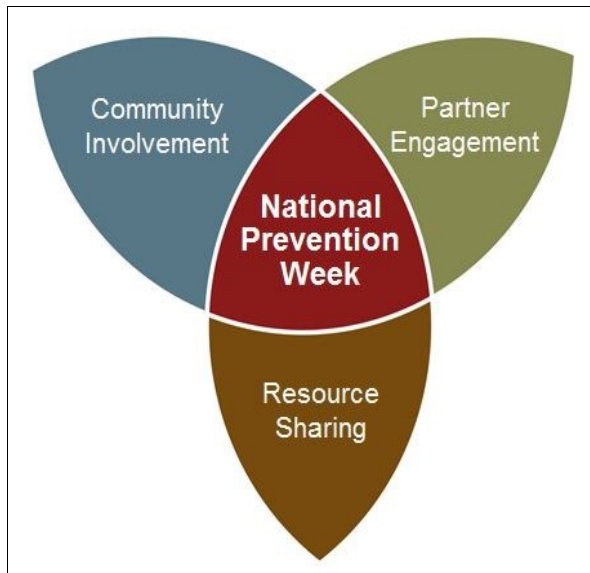 Community
Involvement
Partner
Engagement
National
Prevention
Week
Resource
Sharing